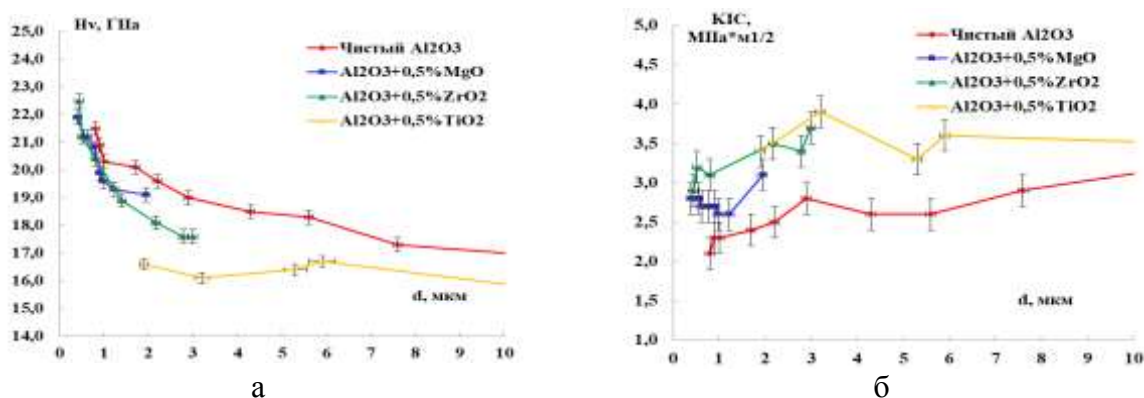 Hv, ГПа
25,0
24,0
23,0
22,0
21,0
20,0
19,0
18,0
17,0
16,0
15,0
14,0
Чистый Al2O3
Al2O3+0,5%MgO
Al2O3+0,5%ZrO2
Al2O3+0,5%TiO2
d, мкм
0 1 2 3 4 5 6 7 8 9 10
а
KIC,
МПа*м1/2
5,0
4,5
4,0
3,5
3,0
2,5
2,0
1,5
1,0
Чистый Al2O3
Al2O3+0,5%MgO
Al2O3+0,5%ZrO2
Al2O3+0,5%TiO2
d, мкм
0 1 2 3 4 5 6 7 8 9 10
б